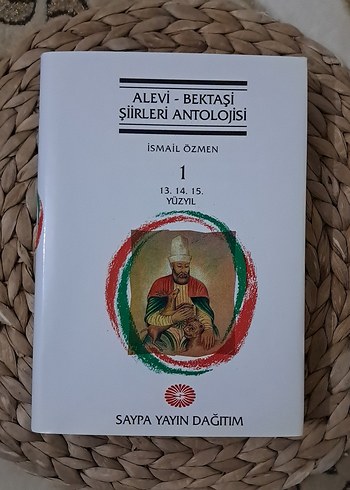 ALEVİ - BEKTAŞİ
ŞİİRLERİ ANTOLOJİSİ
İSMAİL ÖZMEN
1
13. 14. 15.
YÜZYIL
SAYPA YAYIN DAĞITIM